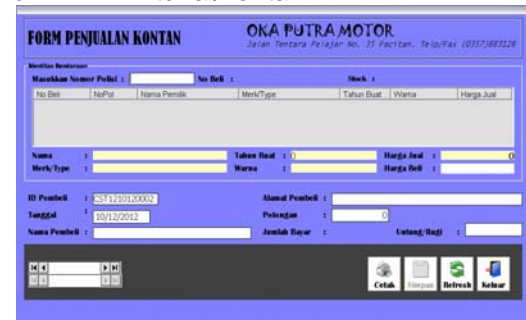 FORM PENJUALAN KONTAN
OKA PUTRA MOTOR
Jalan Tentara Pelajar No. 35 Pacitan. Telp/Fax (0357)883128
Identitas Kendaraan
Masukkan Nomor Polisi : No Beli : Stock :
No Beli NoPol Nama Pemilik Merk/Type Tahun Buat Warna Harga Jual
Nama : Tahun Buat : 0 Harga Jual : 0
Merk/Type : Warna : Harga Beli :
ID Pembeli : CST1210120002 Alamat Pembeli :
Tanggal : 10/12/2012 Potongan : 0
Nama Pembeli : Jumlah Bayar : Untung/Rugi :
Cetak Simpan Refresh Keluar